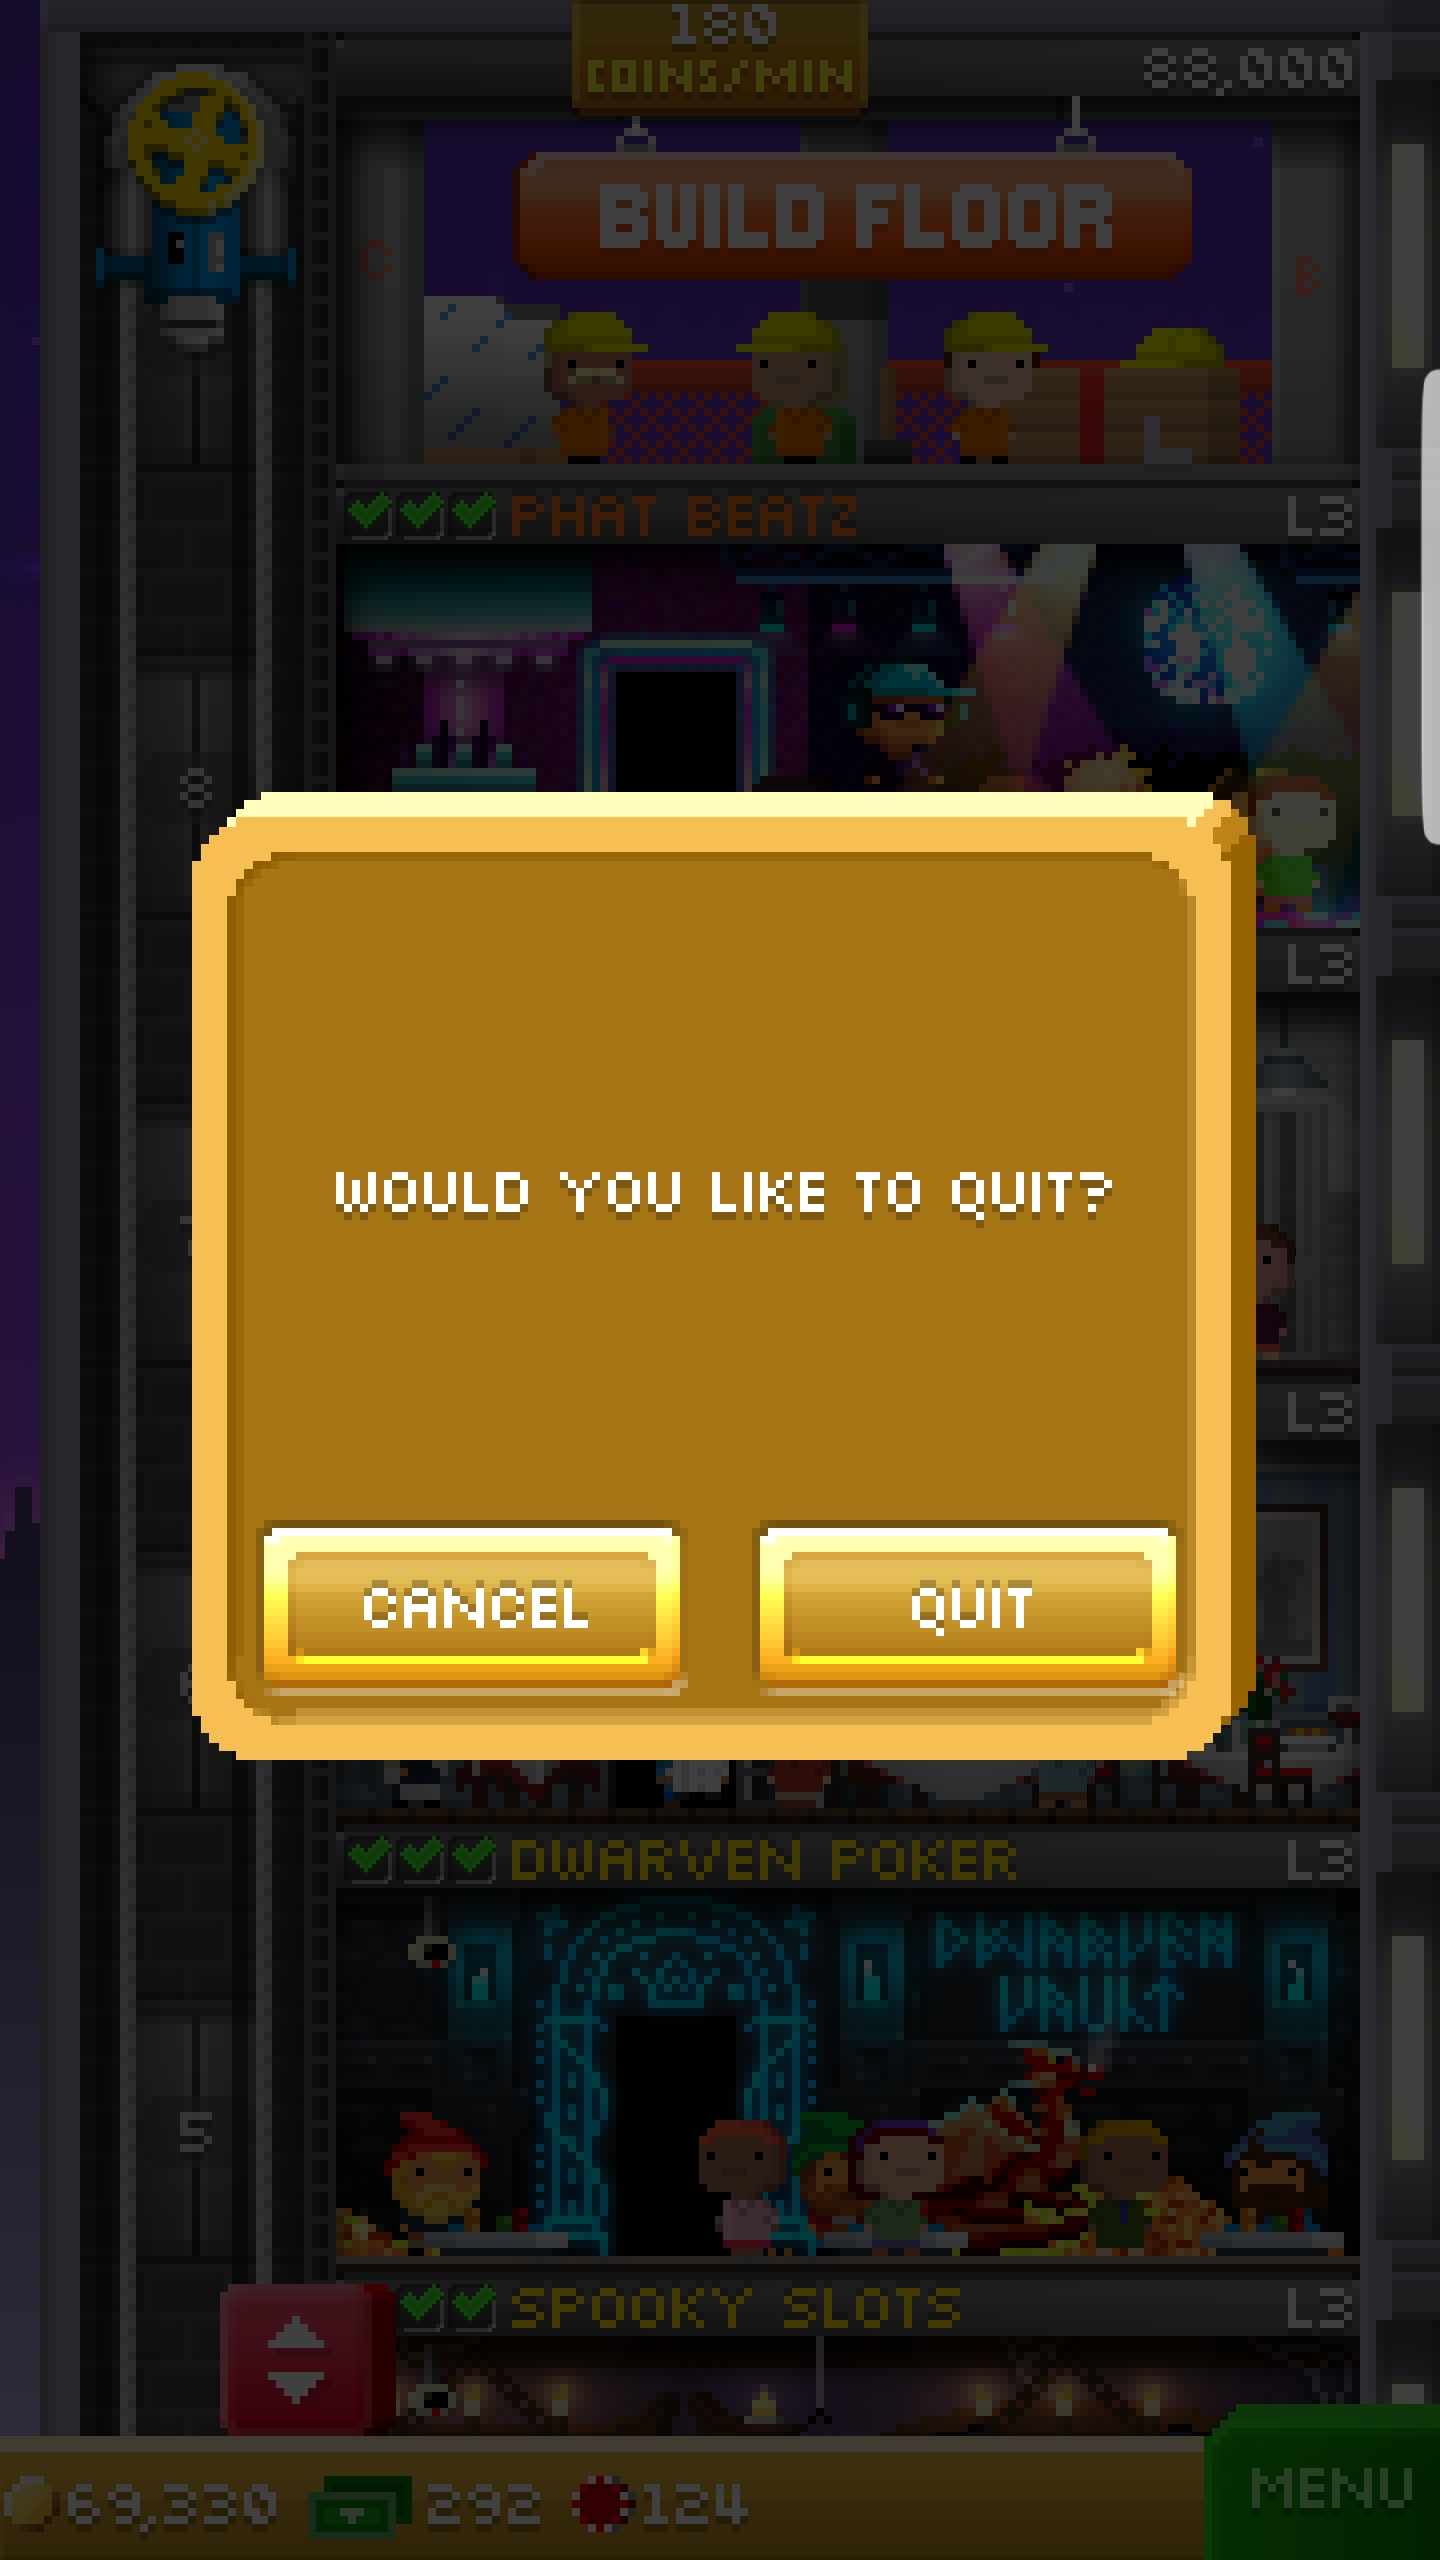 180
COINS/MIN
88,000
BUILD FLOOR
C
B
PHAT BEATZ
L3
8
L3
WOULD YOU LIKE TO QUIT?
L3
CANCEL
QUIT
DWARVEN POKER
L3
DWARVEN
VAULT
5
SPOOKY SLOTS
L3
69,330
292
124
MENU